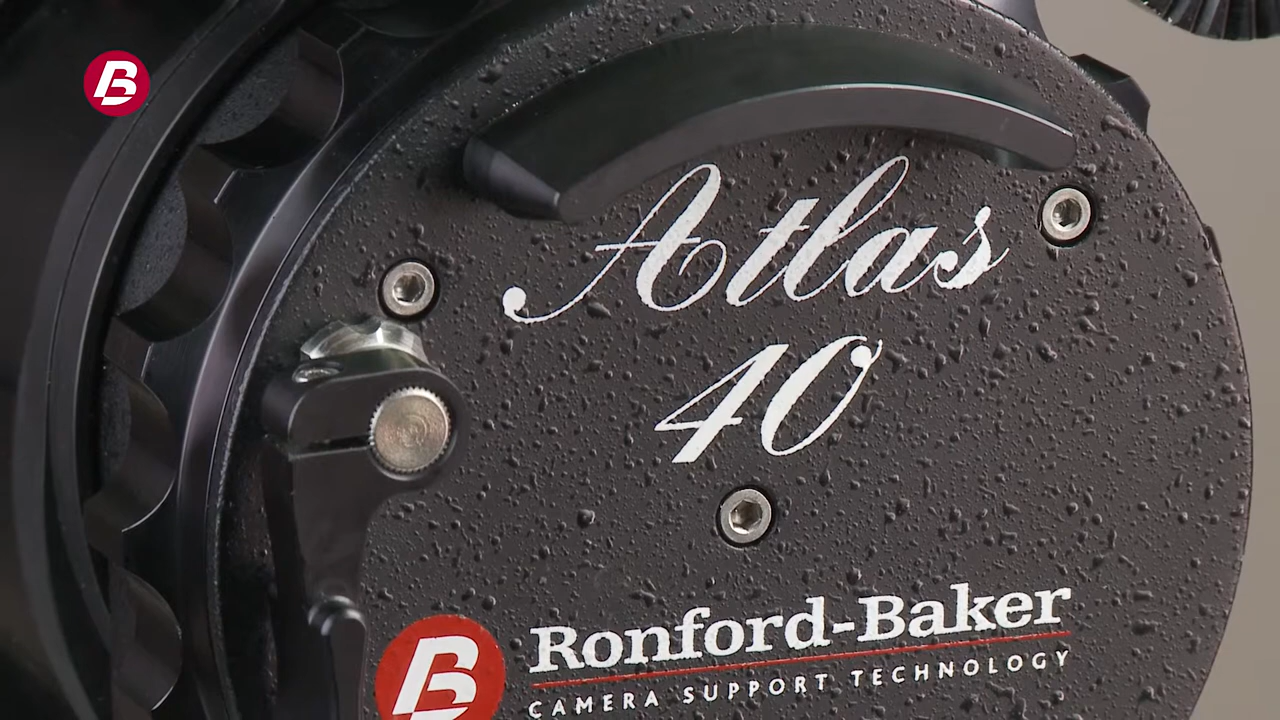 B
Atlas
40
B
Ronford-Baker
CAMERA SUPPORT TECHNOLOGY